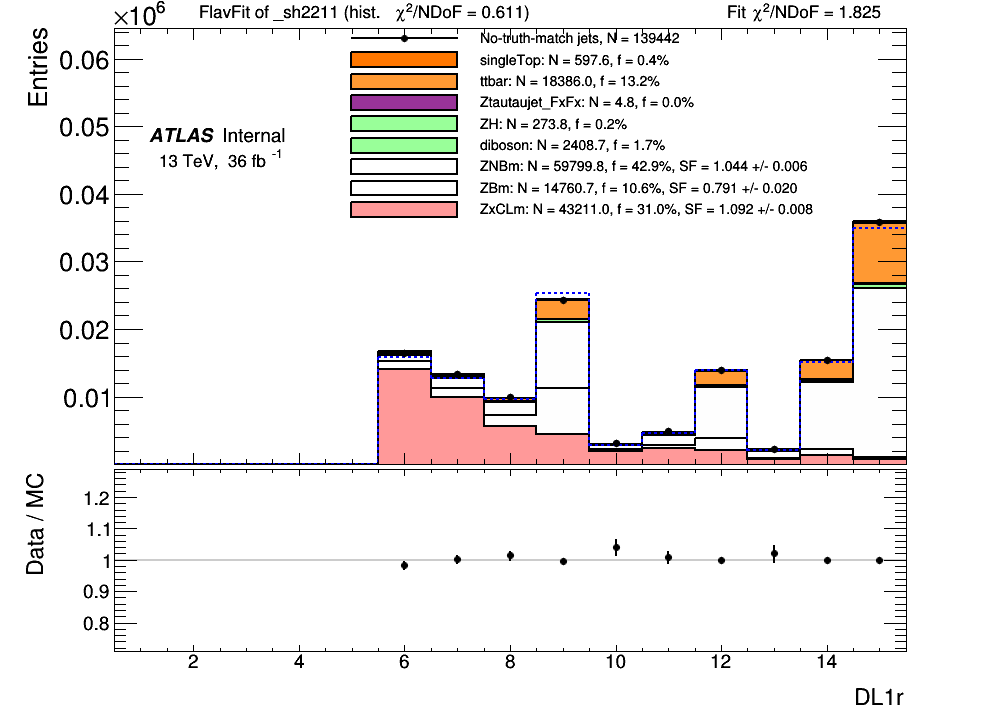 ×10⁶ FlavFit of _sh2211 (hist. χ²/NDoF = 0.611) Fit χ²/NDoF = 1.825
Entries
0.06
0.05
0.04
0.03
0.02
0.01
ATLAS Internal
13 TeV, 36 fb⁻¹
No-truth-match jets, N = 139442
singleTop: N = 597.6, f = 0.4%
ttbar: N = 18386.0, f = 13.2%
Ztautaujet_FxFx: N = 4.8, f = 0.0%
ZH: N = 273.8, f = 0.2%
diboson: N = 2408.7, f = 1.7%
ZNBm: N = 59799.8, f = 42.9%, SF = 1.044 +/- 0.006
ZBm: N = 14760.7, f = 10.6%, SF = 0.791 +/- 0.020
ZxCLm: N = 43211.0, f = 31.0%, SF = 1.092 +/- 0.008
Data / MC
1.2
1.1
1
0.9
0.8
2 4 6 8 10 12 14
DL1r